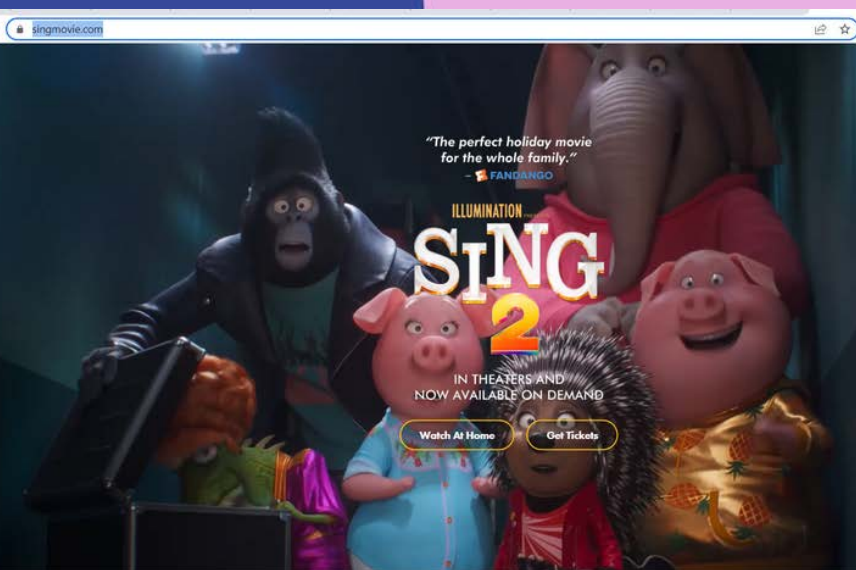 singmovie.com
“The perfect holiday movie
for the whole family.”
– FANDANGO
ILLUMINATION
SING
2
IN THEATERS AND
NOW AVAILABLE ON DEMAND
Watch At Home
Get Tickets